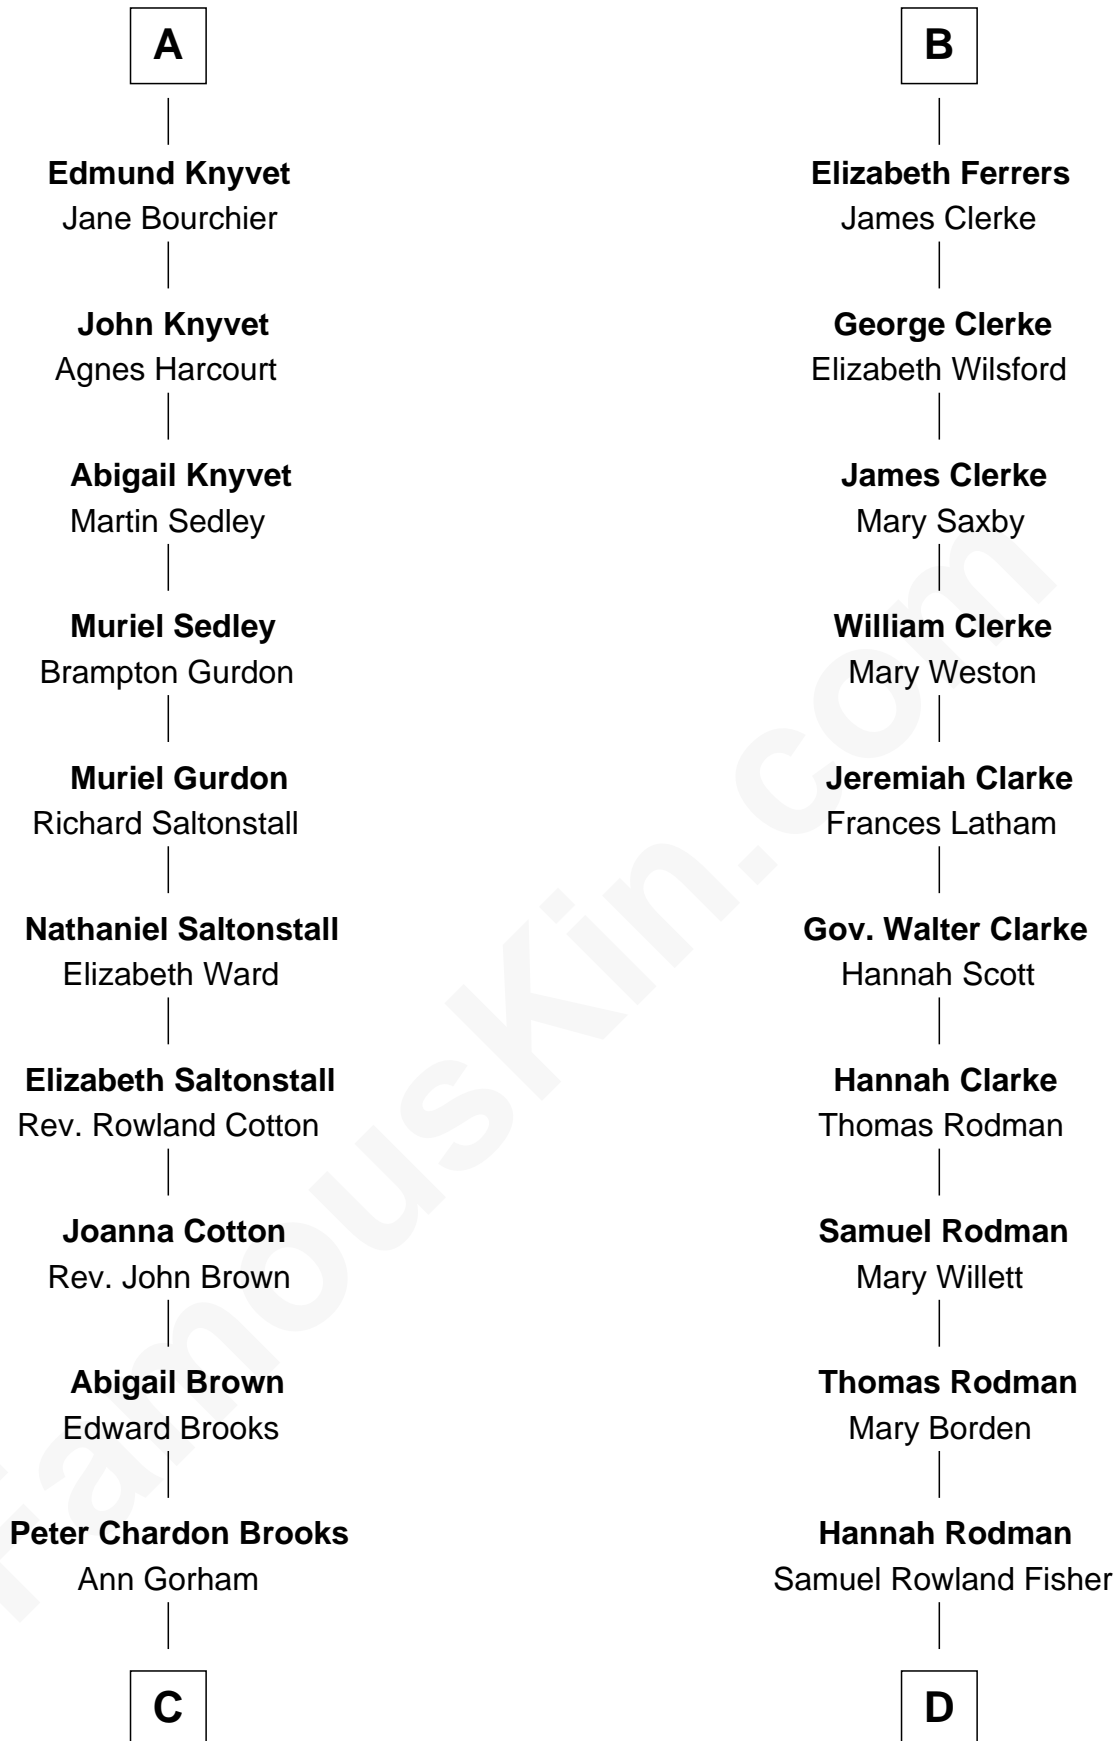 A
Edmund Knyvet
Jane Bourchier
John Knyvet
Agnes Harcourt
Abigail Knyvet
Martin Sedley
Muriel Sedley
Brampton Gurdon
Muriel Gurdon
Richard Saltonstall
Nathaniel Saltonstall
Elizabeth Ward
Elizabeth Saltonstall
Rev. Rowland Cotton
Joanna Cotton
Rev. John Brown
Abigail Brown
Edward Brooks
Peter Chardon Brooks
Ann Gorham
C
B
Elizabeth Ferrers
James Clerke
George Clerke
Elizabeth Wilsford
James Clerke
Mary Saxby
William Clerke
Mary Weston
Jeremiah Clarke
Frances Latham
Gov. Walter Clarke
Hannah Scott
Hannah Clarke
Thomas Rodman
Samuel Rodman
Mary Willett
Thomas Rodman
Mary Borden
Hannah Rodman
Samuel Rowland Fisher
D
FamousKin.com